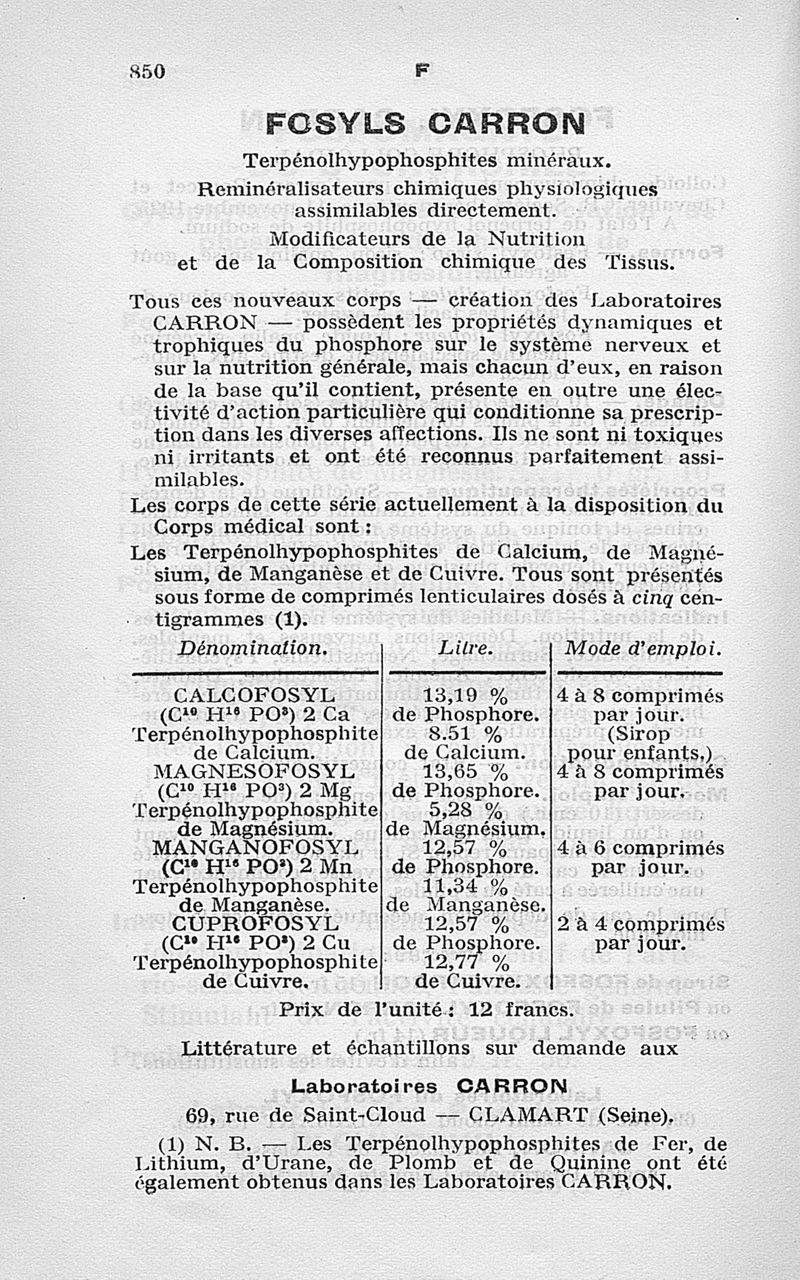 850 F
FOSYLS CARRON
Terpénolhypophosphites minéraux.
Reminéralisateurs chimiques physiologiques
assimilables directement.
Modificateurs de la Nutrition
et de la Composition chimique des Tissus.
Tous ces nouveaux corps — création des Laboratoires
CARRON — possèdent les propriétés dynamiques et
trophiques du phosphore sur le système nerveux et
sur la nutrition générale, mais chacun d'eux, en raison
de la base qu'il contient, présente en outre une élec-
tivité d'action particulière qui conditionne sa prescrip-
tion dans les diverses affections. Ils ne sont ni toxiques
ni irritants et ont été reconnus parfaitement assi-
milables.
Les corps de cette série actuellement à la disposition du
Corps médical sont :
Les Terpénolhypophosphites de Calcium, de Magné-
sium, de Manganèse et de Cuivre. Tous sont présentés
sous forme de comprimés lenticulaires dosés à cinq cen-
tigrammes (1).
Dénomination. Litre. Mode d'emploi.
CALCOFOSYL 13,19 % 4 à 8 comprimés
(C¹⁰ H¹⁶ PO³) 2 Ca de Phosphore. par jour.
Terpénolhypophosphite 8.51 % (Sirop
de Calcium. de Calcium. pour enfants.)
MAGNESOFOSYL 13,65 % 4 à 8 comprimés
(C¹⁰ H¹⁶ PO³) 2 Mg de Phosphore. par jour.
Terpénolhypophosphite 5,28 %
de Magnésium. de Magnésium.
MANGANOFOSYL 12,57 % 4 à 6 comprimés
(C¹⁰ H¹⁶ PO³) 2 Mn de Phosphore. par jour.
Terpénolhypophosphite 11,34 %
de Manganèse. de Manganèse.
CUPROFOSYL 12,57 % 2 à 4 comprimés
(C¹⁰ H¹⁶ PO³) 2 Cu de Phosphore. par jour.
Terpénolhypophosphite 12,77 %
de Cuivre. de Cuivre.
Prix de l'unité : 12 francs.
Littérature et échantillons sur demande aux
Laboratoires CARRON
69, rue de Saint-Cloud — CLAMART (Seine).
(1) N. B. — Les Terpénolhypophosphites de Fer, de
Lithium, d'Urane, de Plomb et de Quinine ont été
également obtenus dans les Laboratoires CARRON.